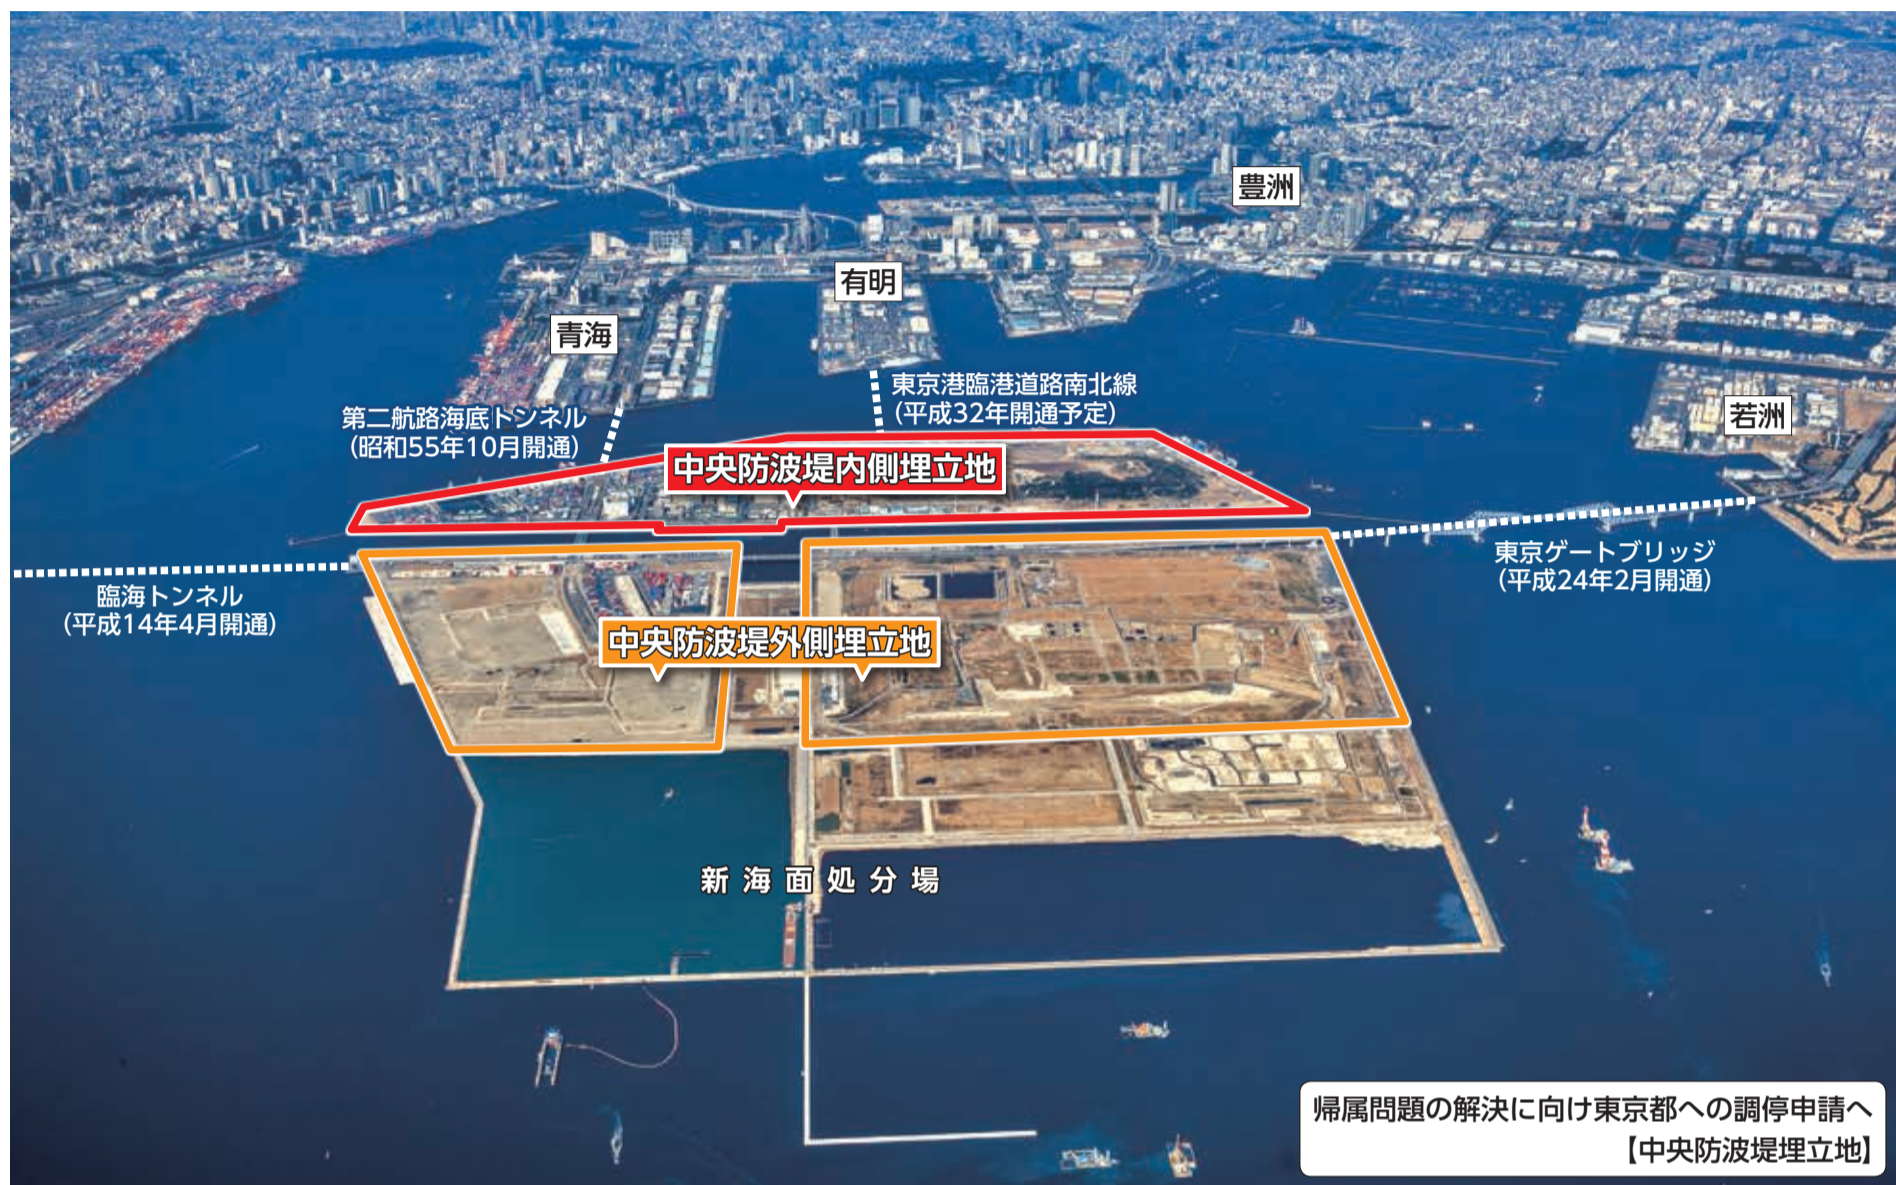 豊洲
有明
青海
東京港臨港道路南北線
(平成32年開通予定)
第二航路海底トンネル
(昭和55年10月開通)
若洲
中央防波堤内側埋立地
東京ゲートブリッジ
(平成24年2月開通)
臨海トンネル
(平成14年4月開通)
中央防波堤外側埋立地
新海面処分場
帰属問題の解決に向け東京都への調停申請へ
【中央防波堤埋立地】